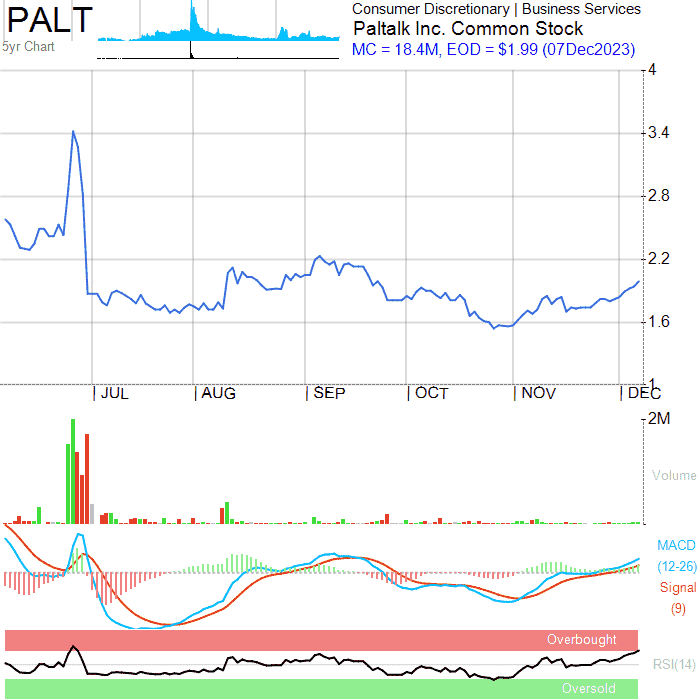 PALT
5yr Chart
Consumer Discretionary | Business Services
Paltalk Inc. Common Stock
MC = 18.4M, EOD = $1.99 (07Dec2023)
4
3.4
2.8
2.2
1.6
1
JUL AUG SEP OCT NOV DEC
2M
Volume
MACD
(12-26)
Signal
(9)
Overbought
RSI(14)
Oversold